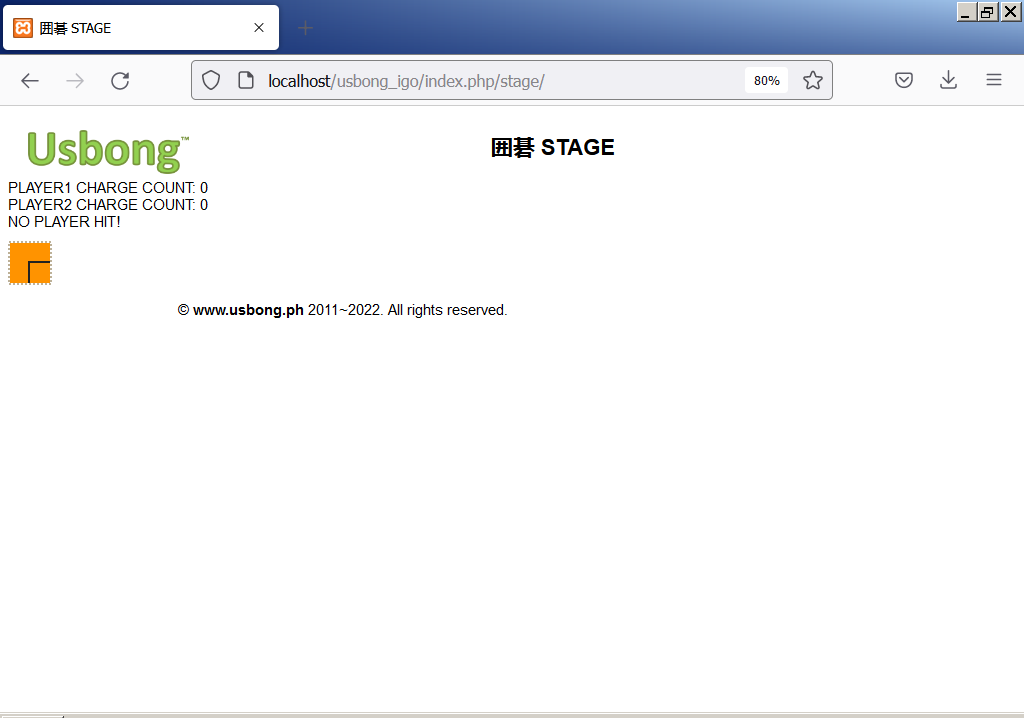 囲碁 STAGE
localhost/usbong_igo/index.php/stage/
80%
Usbong™
囲碁 STAGE
PLAYER1 CHARGE COUNT: 0
PLAYER2 CHARGE COUNT: 0
NO PLAYER HIT!
© www.usbong.ph 2011~2022. All rights reserved.